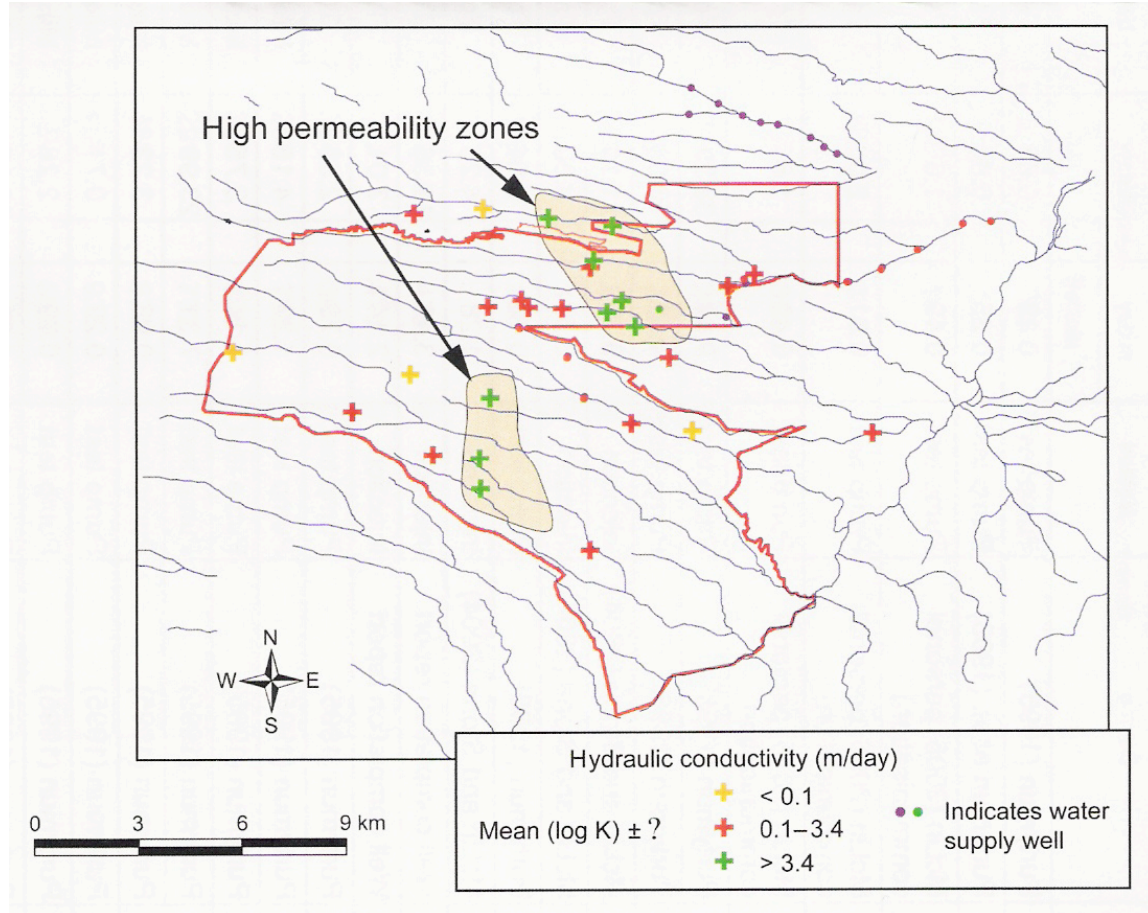 High permeability zones
N
W E
S
0 3 6 9 km
Hydraulic conductivity (m/day)
Mean (log K) ± ?
< 0.1
0.1–3.4
> 3.4
Indicates water
supply well